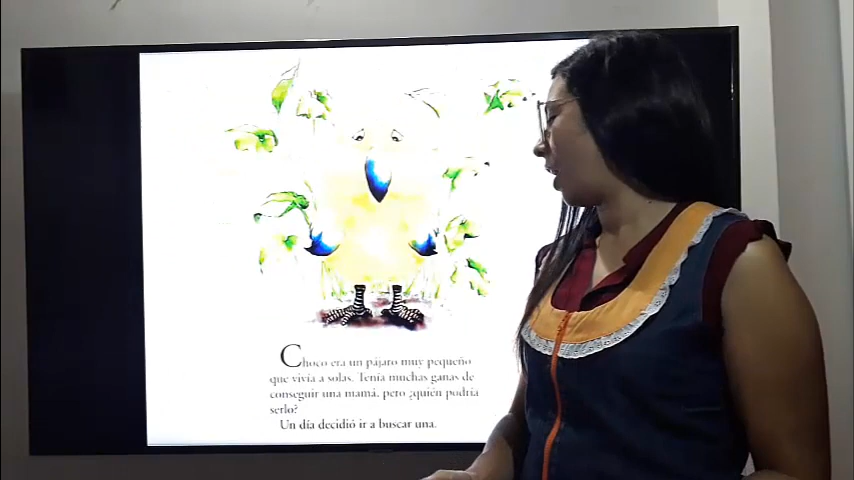 Choco era un pájaro muy pequeño
que vivía a solas. Tenía muchas ganas de
conseguir una mamá, pero ¿quién podría
serlo?
Un día decidió ir a buscar una.